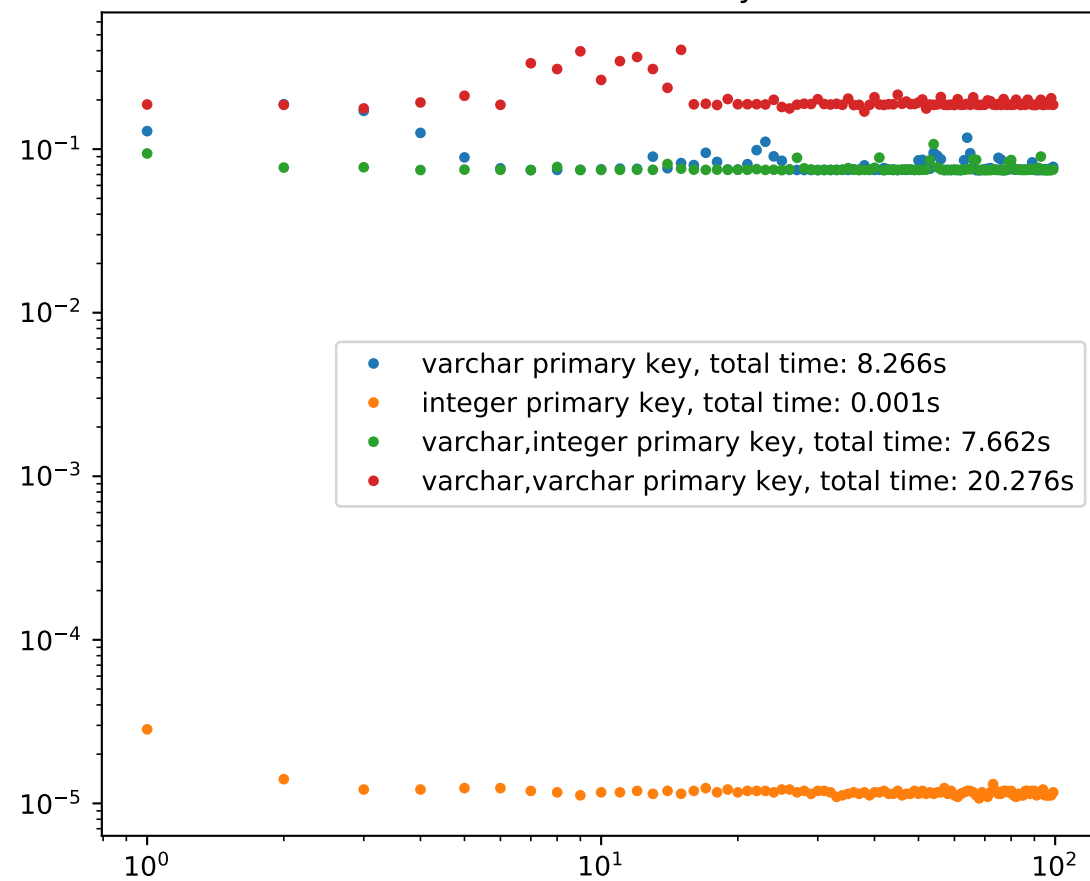 10⁻¹
10⁻²
10⁻³
10⁻⁴
10⁻⁵
varchar primary key, total time: 8.266s
integer primary key, total time: 0.001s
varchar,integer primary key, total time: 7.662s
varchar,varchar primary key, total time: 20.276s
10⁰ 10¹ 10²